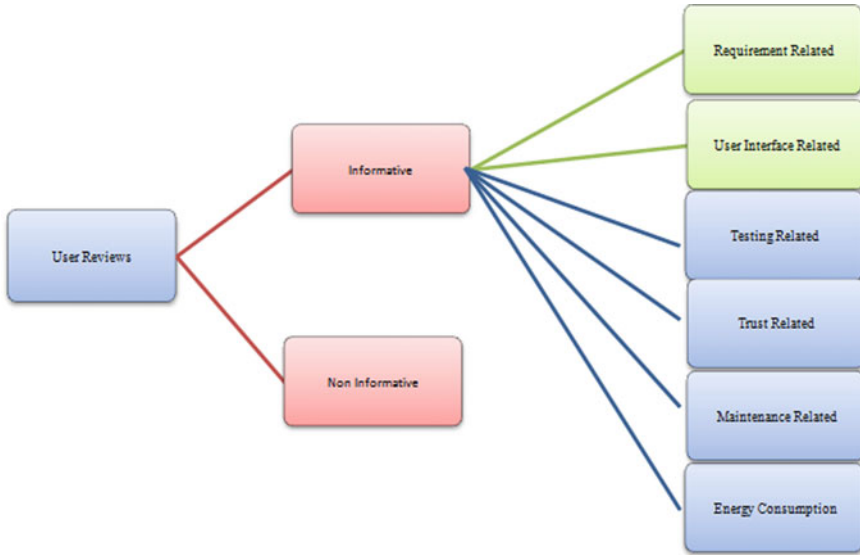 User Reviews
Informative
Non Informative
Requirement Related
User Interface Related
Testing Related
Trust Related
Maintenance Related
Energy Consumption